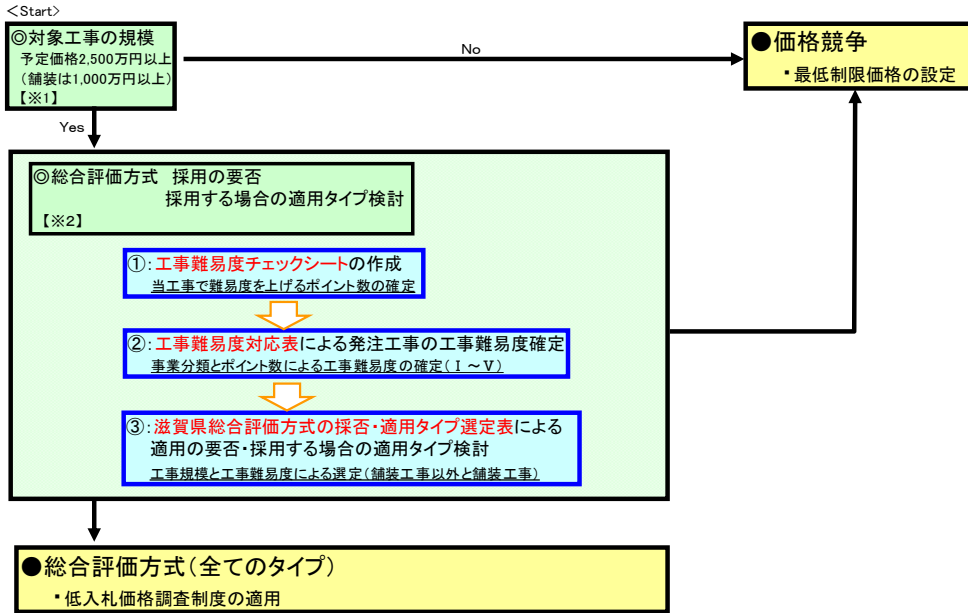 <Start>
◎対象工事の規模
予定価格2,500万円以上
(舗装は1,000万円以上)
【※1】
No
●価格競争
・最低制限価格の設定
Yes
◎総合評価方式 採用の要否
採用する場合の適用タイプ検討
【※2】
①:工事難易度チェックシートの作成
当工事で難易度を上げるポイント数の確定
②:工事難易度対応表による発注工事の工事難易度確定
事業分類とポイント数による工事難易度の確定(Ⅰ~Ⅴ)
③:滋賀県総合評価方式の採否・適用タイプ選定表による
適用の要否・採用する場合の適用タイプ検討
工事規模と工事難易度による選定(舗装工事以外と舗装工事)
●総合評価方式(全てのタイプ)
・低入札価格調査制度の適用